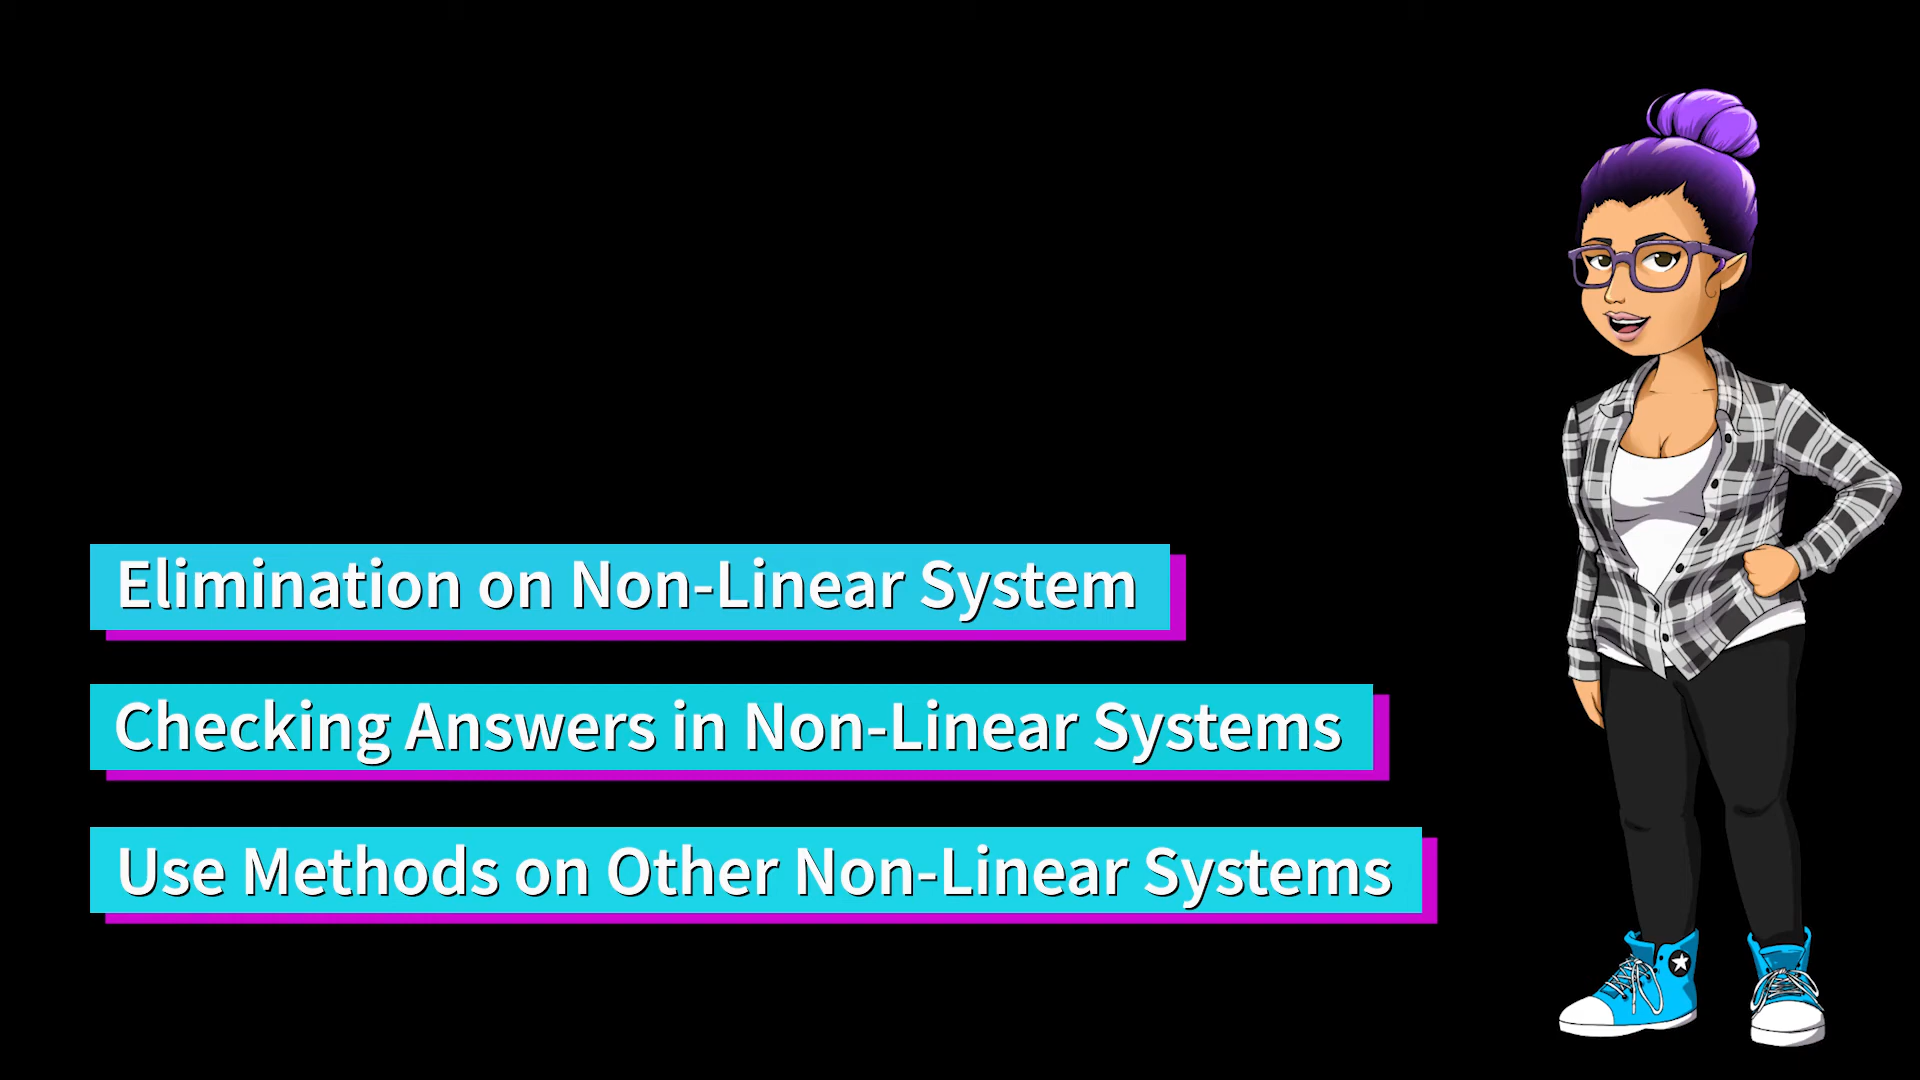 Elimination on Non-Linear System
Checking Answers in Non-Linear Systems
Use Methods on Other Non-Linear Systems